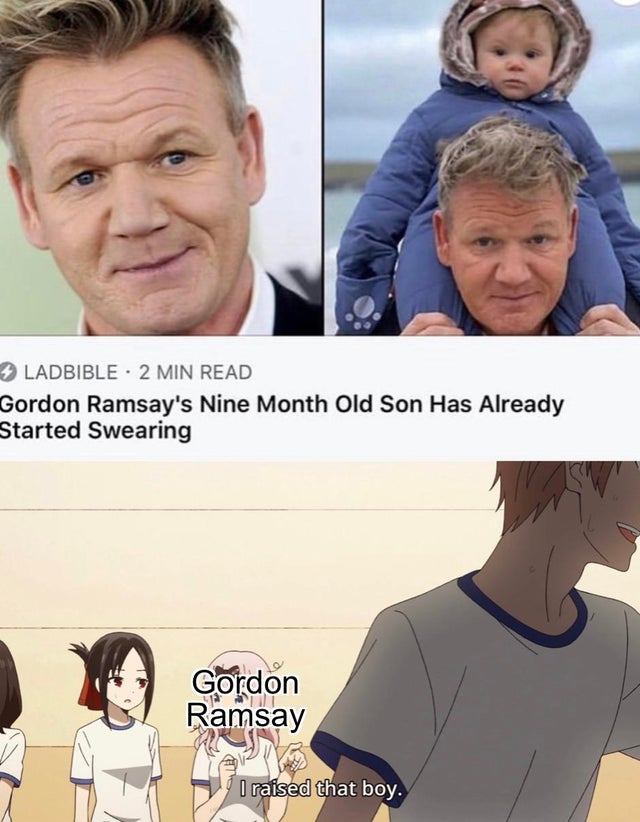 LADBIBLE · 2 MIN READ
Gordon Ramsay's Nine Month Old Son Has Already
Started Swearing
Gordon
Ramsay
I raised that boy.